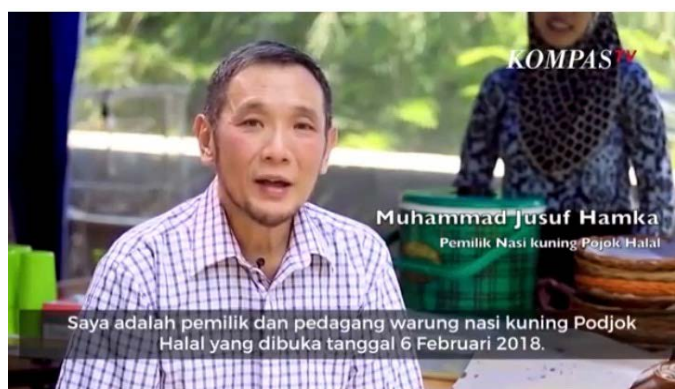 KOMPASTV
Muhammad Jusuf Hamka
Pemilik Nasi kuning Pojok Halal
Saya adalah pemilik dan pedagang warung nasi kuning Podjok
Halal yang dibuka tanggal 6 Februari 2018.